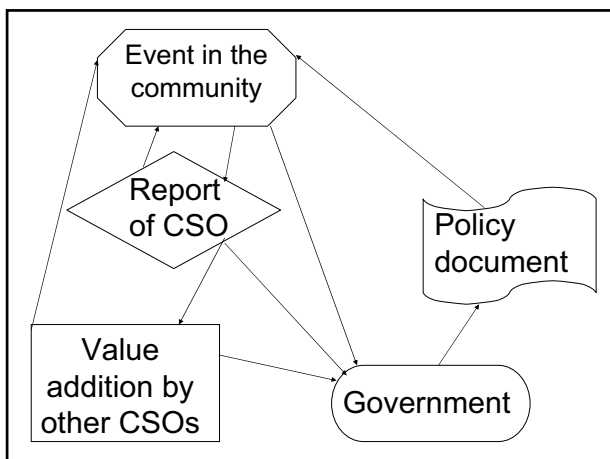 Event in the
community
Report
of CSO
Policy
document
Value
addition by
other CSOs
Government